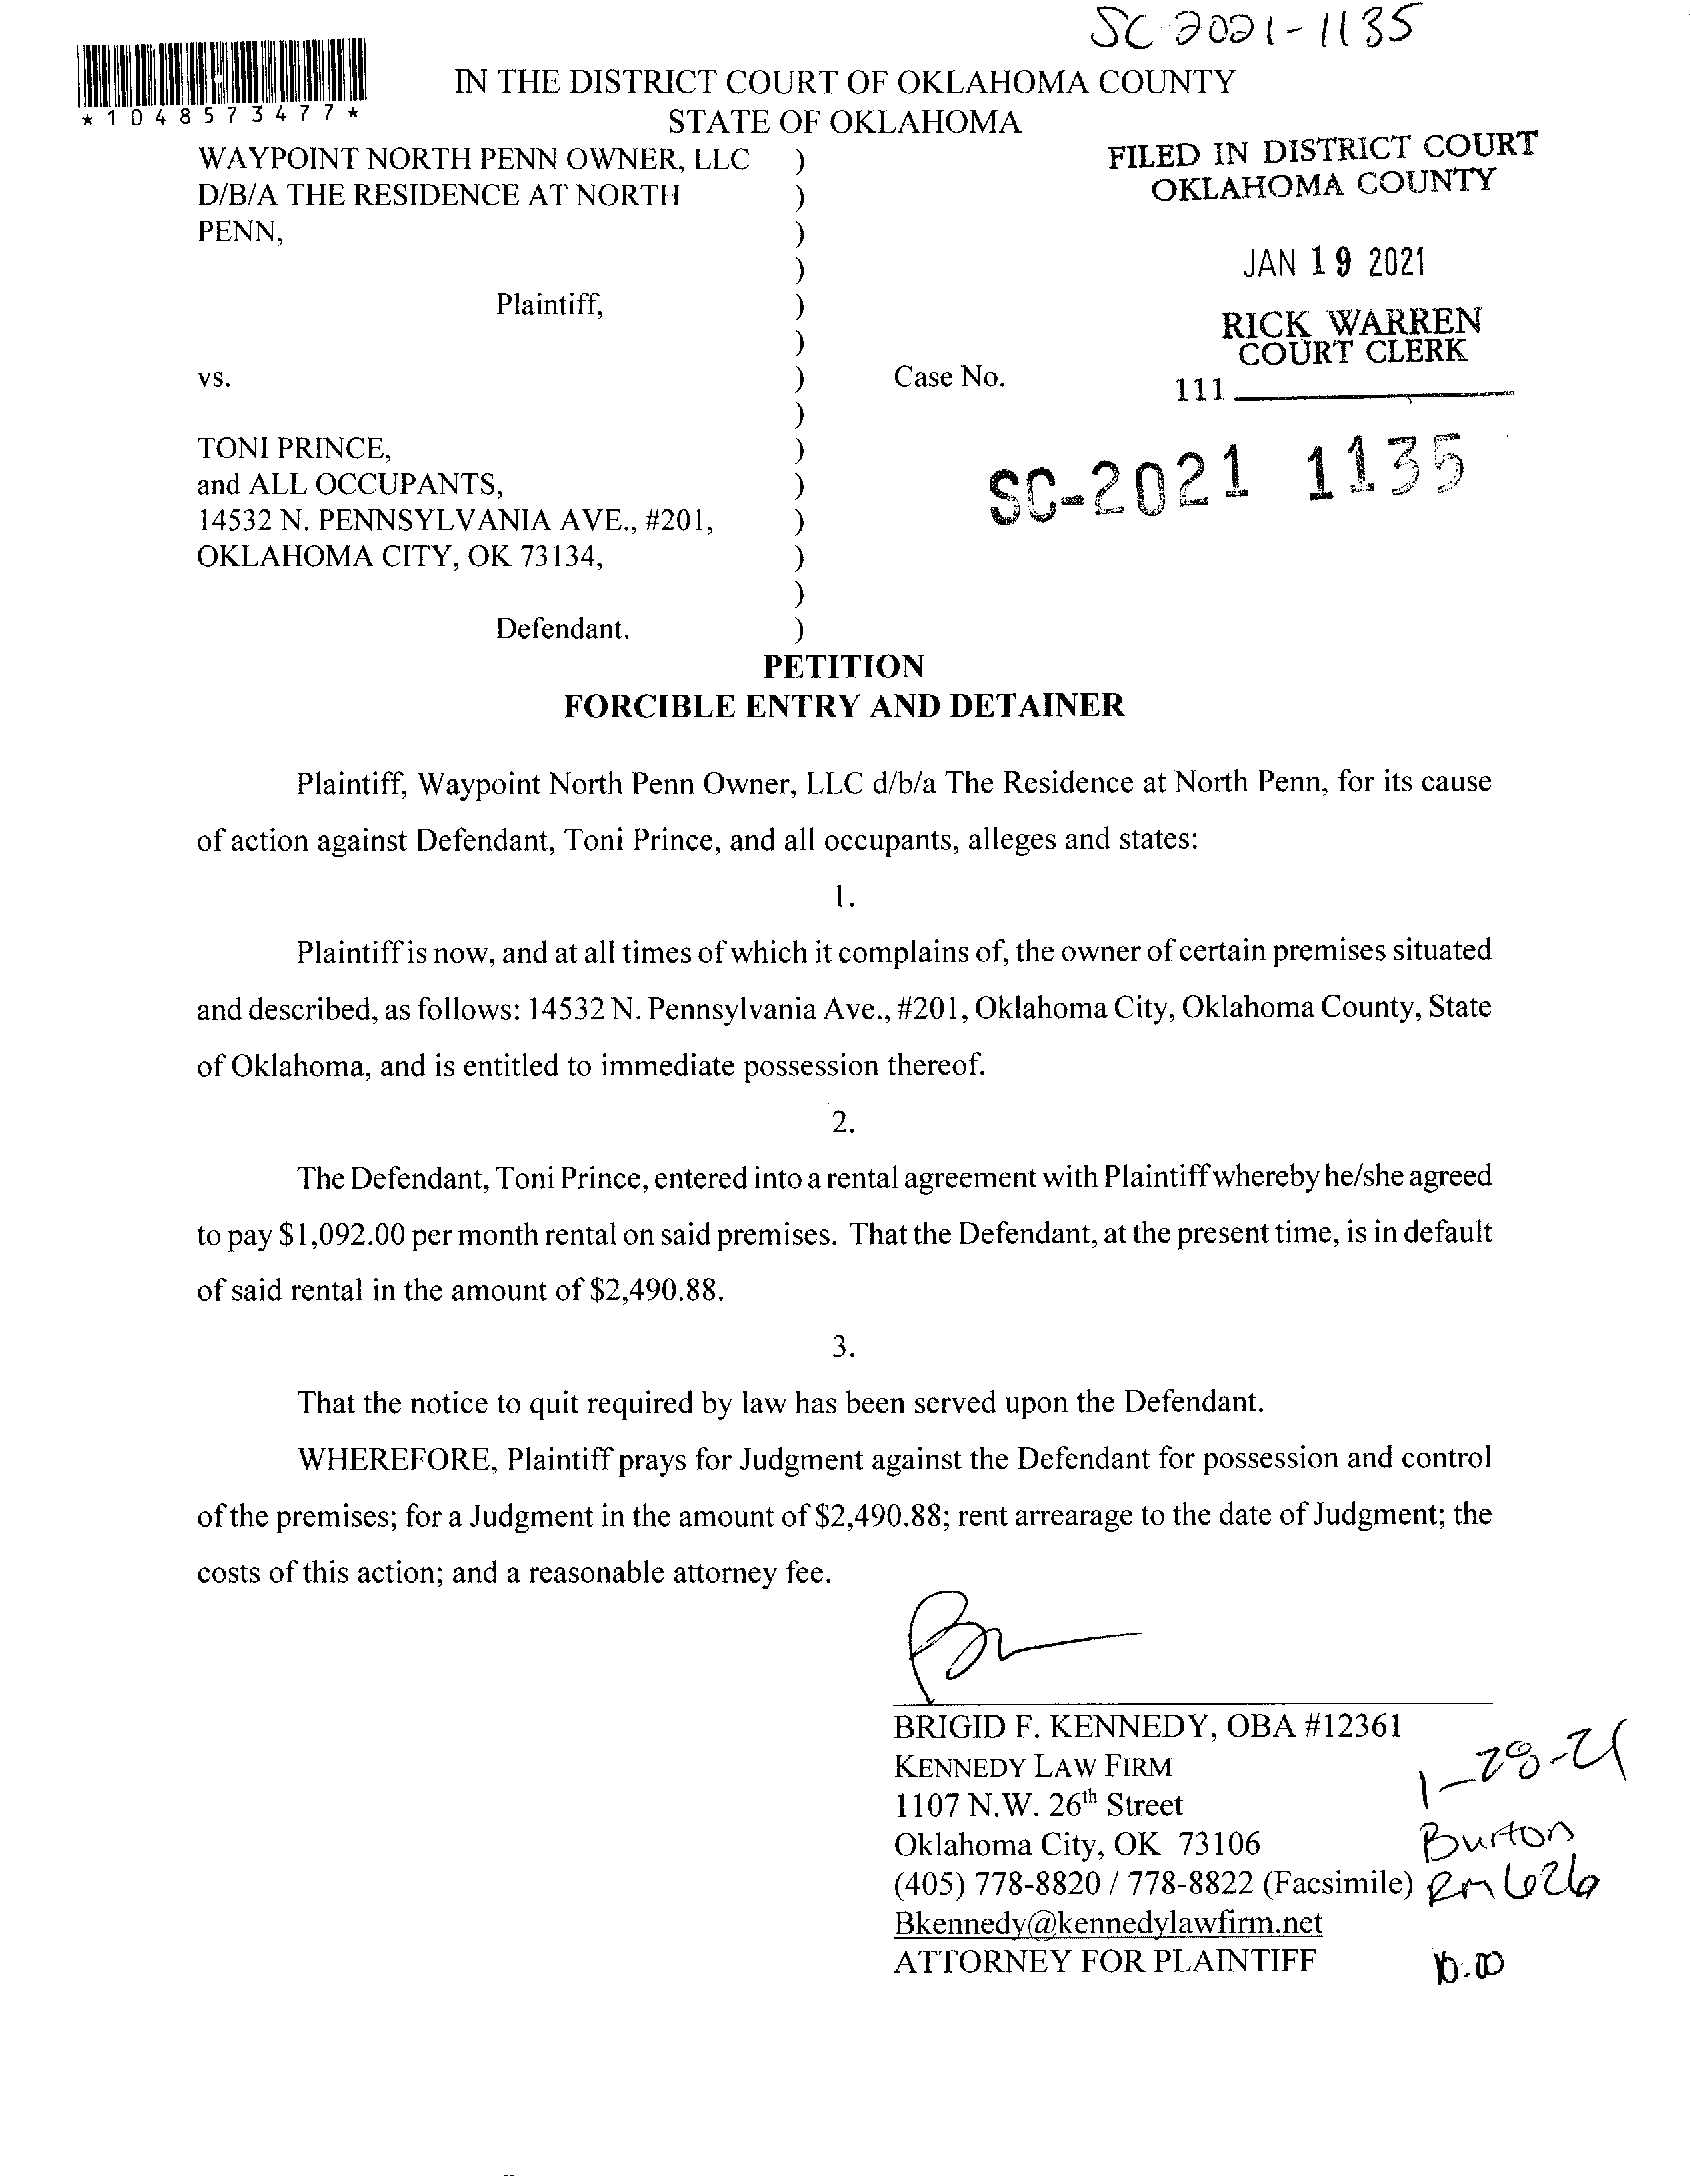 SC-2021-1135
IN THE DISTRICT COURT OF OKLAHOMA COUNTY
STATE OF OKLAHOMA
*1048573477*
FILED IN DISTRICT COURT
OKLAHOMA COUNTY
JAN 19 2021
RICK WARREN
COURT CLERK
111
WAYPOINT NORTH PENN OWNER, LLC )
D/B/A THE RESIDENCE AT NORTH )
PENN, )
)
Plaintiff, )
)
vs. ) Case No.
)
TONI PRINCE, )
and ALL OCCUPANTS, ) SC-2021 1135
14532 N. PENNSYLVANIA AVE., #201, )
OKLAHOMA CITY, OK 73134, )
)
Defendant. )
PETITION
FORCIBLE ENTRY AND DETAINER
Plaintiff, Waypoint North Penn Owner, LLC d/b/a The Residence at North Penn, for its cause
of action against Defendant, Toni Prince, and all occupants, alleges and states:
1.
Plaintiff is now, and at all times of which it complains of, the owner of certain premises situated
and described, as follows: 14532 N. Pennsylvania Ave., #201, Oklahoma City, Oklahoma County, State
of Oklahoma, and is entitled to immediate possession thereof.
2.
The Defendant, Toni Prince, entered into a rental agreement with Plaintiff whereby he/she agreed
to pay $1,092.00 per month rental on said premises. That the Defendant, at the present time, is in default
of said rental in the amount of $2,490.88.
3.
That the notice to quit required by law has been served upon the Defendant.
WHEREFORE, Plaintiff prays for Judgment against the Defendant for possession and control
of the premises; for a Judgment in the amount of $2,490.88; rent arrearage to the date of Judgment; the
costs of this action; and a reasonable attorney fee.
BRIGID F. KENNEDY, OBA #12361
KENNEDY LAW FIRM
1107 N.W. 26th Street
Oklahoma City, OK 73106
(405) 778-8820 / 778-8822 (Facsimile)
Bkennedy@kennedylawfirm.net
ATTORNEY FOR PLAINTIFF
1-28-21
Burton
Rm 626
10:00